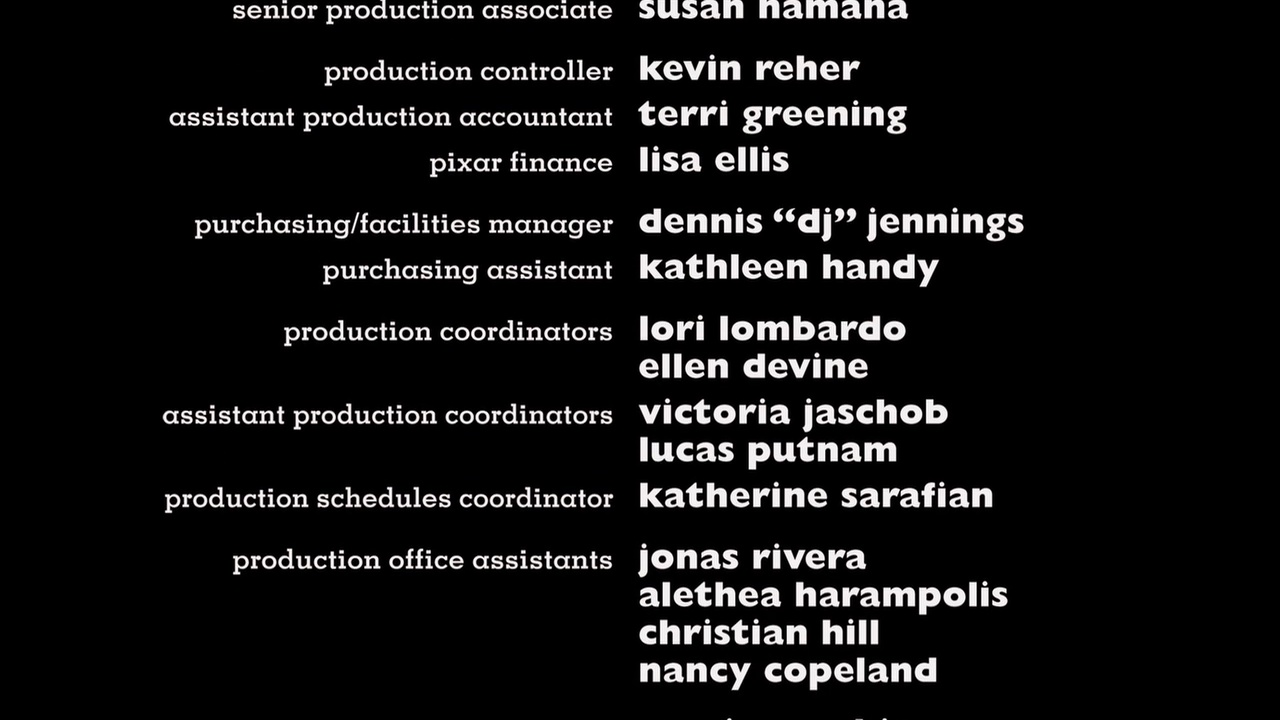 senior production associate susan hamana
production controller kevin reher
assistant production accountant terri greening
pixar finance lisa ellis
purchasing/facilities manager dennis “dj” jennings
purchasing assistant kathleen handy
production coordinators lori lombardo
ellen devine
assistant production coordinators victoria jaschob
lucas putnam
production schedules coordinator katherine sarafian
production office assistants jonas rivera
alethea harampolis
christian hill
nancy copeland